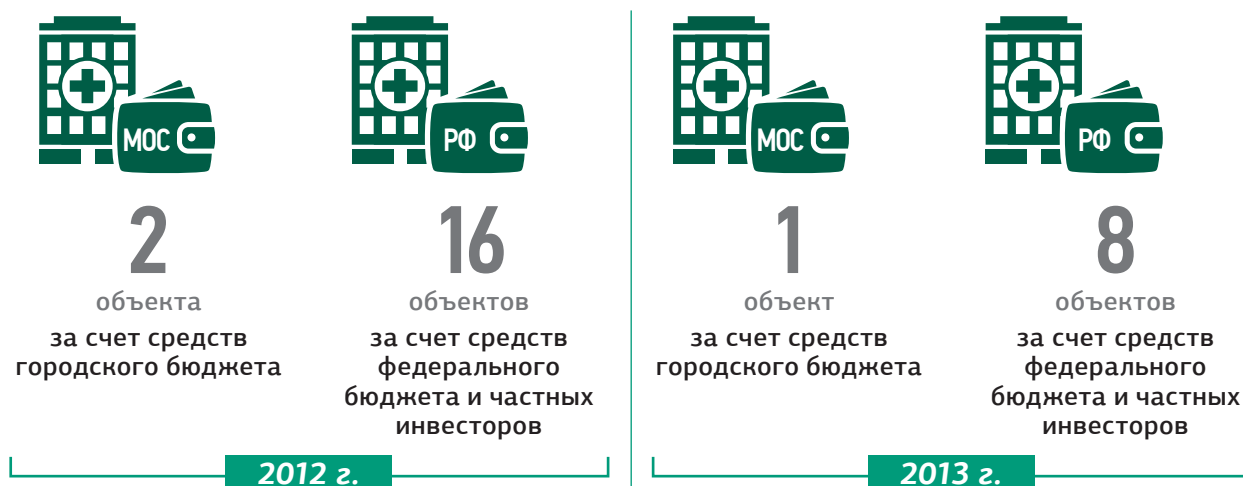 МОС
2
объекта
за счет средств
городского бюджета
РФ
16
объектов
за счет средств
федерального
бюджета и частных
инвесторов
2012 г.
МОС
1
объект
за счет средств
городского бюджета
РФ
8
объектов
за счет средств
федерального
бюджета и частных
инвесторов
2013 г.